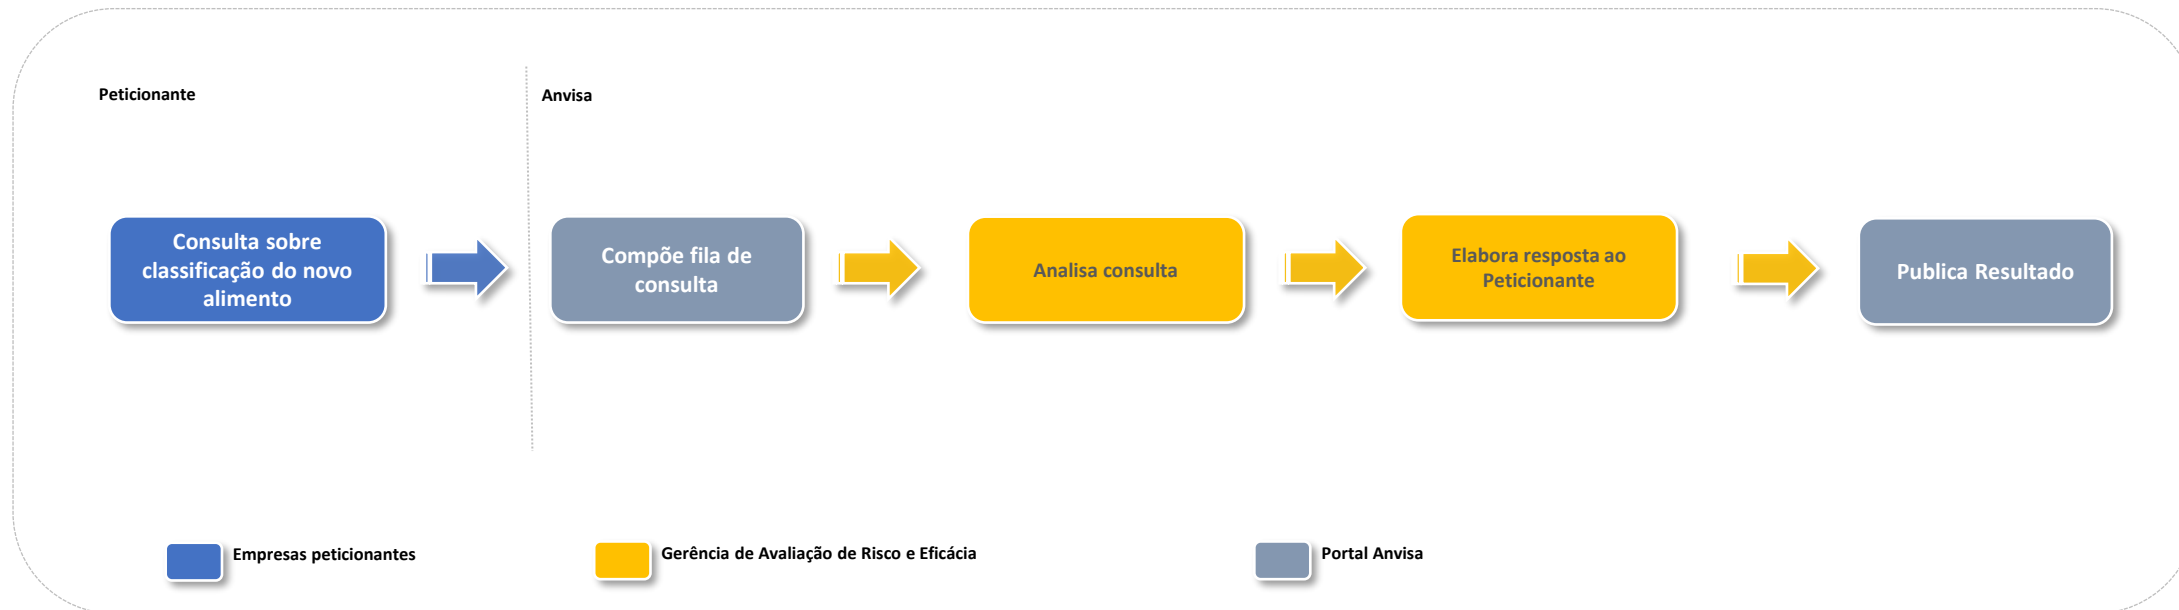 Peticionante
Anvisa
Consulta sobre
classificação do novo
alimento
Compõe fila de
consulta
Analisa consulta
Elabora resposta ao
Peticionante
Publica Resultado
Empresas peticionantes
Gerência de Avaliação de Risco e Eficácia
Portal Anvisa